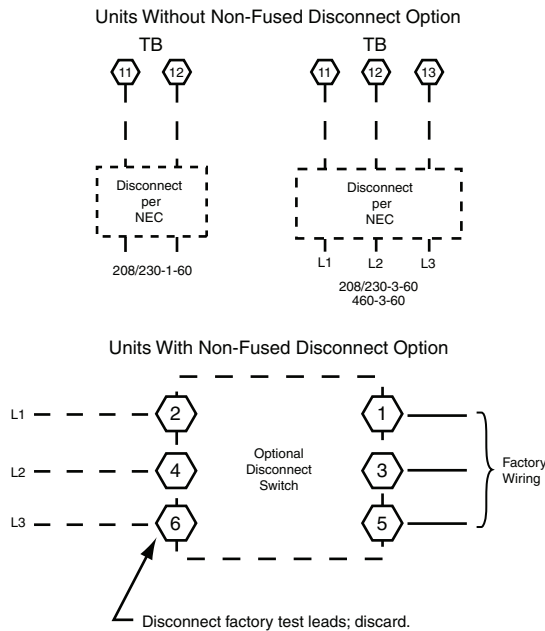 Units Without Non-Fused Disconnect Option
TB
11 12
Disconnect
per
NEC
208/230-1-60
TB
11 12 13
Disconnect
per
NEC
L1 L2 L3
208/230-3-60
460-3-60
Units With Non-Fused Disconnect Option
L1 2 1
L2 4 3
L3 6 5
Optional
Disconnect
Switch
Factory
Wiring
Disconnect factory test leads; discard.